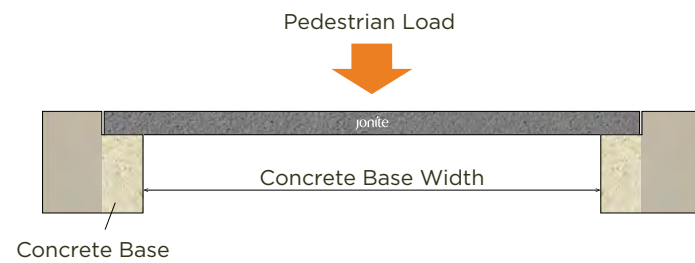 Pedestrian Load
jonite
Concrete Base Width
Concrete Base